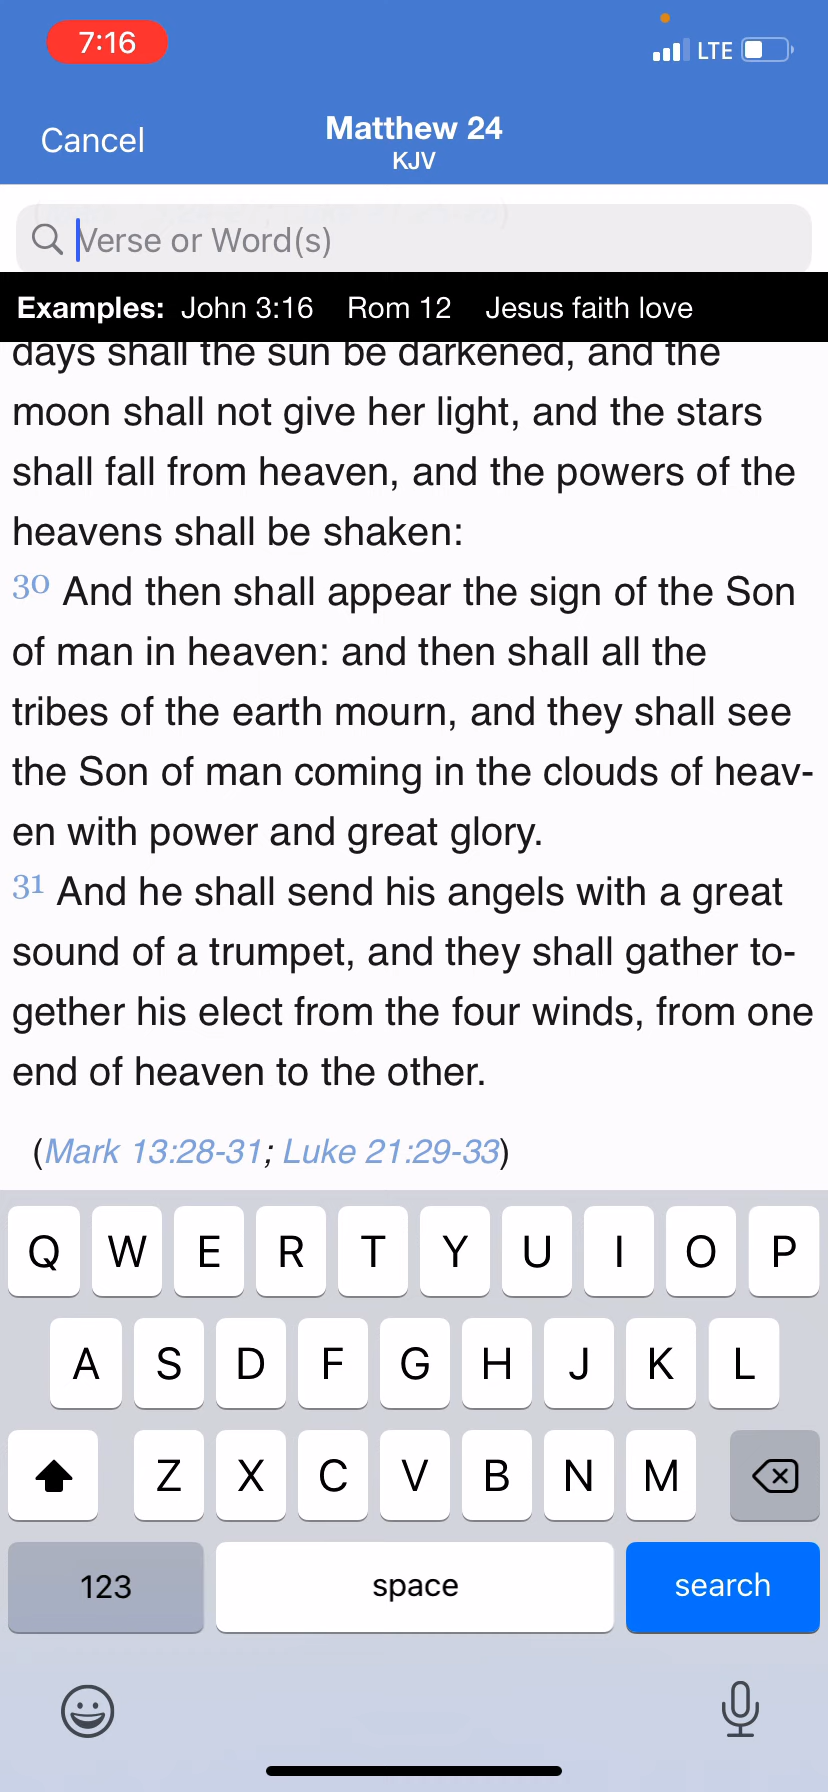 7:16
LTE
Cancel
Matthew 24
KJV
Verse or Word(s)
Examples: John 3:16 Rom 12 Jesus faith love
days shall the sun be darkened, and the
moon shall not give her light, and the stars
shall fall from heaven, and the powers of the
heavens shall be shaken:
30 And then shall appear the sign of the Son
of man in heaven: and then shall all the
tribes of the earth mourn, and they shall see
the Son of man coming in the clouds of heav-
en with power and great glory.
31 And he shall send his angels with a great
sound of a trumpet, and they shall gather to-
gether his elect from the four winds, from one
end of heaven to the other.
(Mark 13:28-31; Luke 21:29-33)
Q W E R T Y U I O P
A S D F G H J K L
Z X C V B N M
123 space search